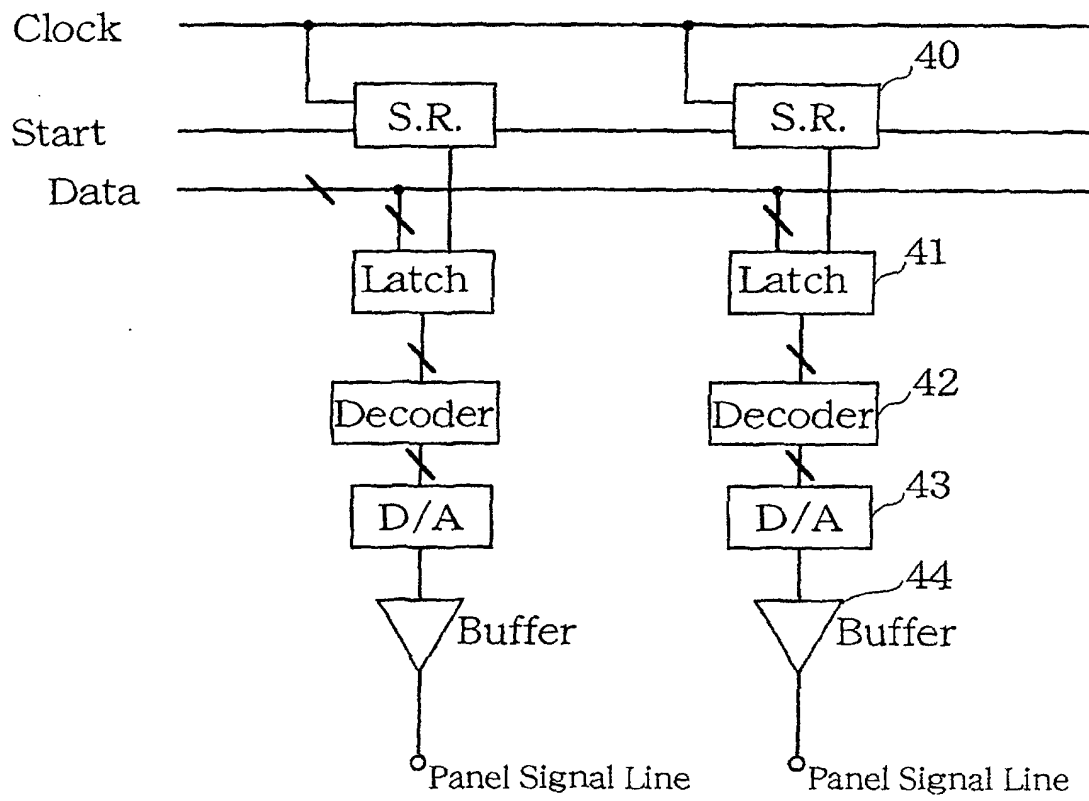 Clock
40
S.R. S.R.
Start
Data
41
Latch Latch
42
Decoder Decoder
43
D/A D/A
44
Buffer Buffer
Panel Signal Line Panel Signal Line